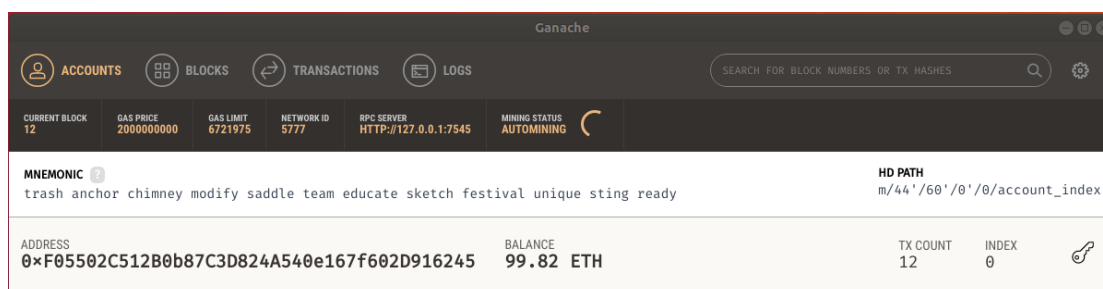 Ganache
ACCOUNTS BLOCKS TRANSACTIONS LOGS SEARCH FOR BLOCK NUMBERS OR TX HASHES
CURRENT BLOCK GAS PRICE GAS LIMIT NETWORK ID RPC SERVER MINING STATUS
12 2000000000 6721975 5777 HTTP://127.0.0.1:7545 AUTOMINING
MNEMONIC ? HD PATH
trash anchor chimney modify saddle team educate sketch festival unique sting ready m/44'/60'/0'/0/account_index
ADDRESS BALANCE TX COUNT INDEX
0×F05502C512B0b87C3D824A540e167f602D916245 99.82 ETH 12 0